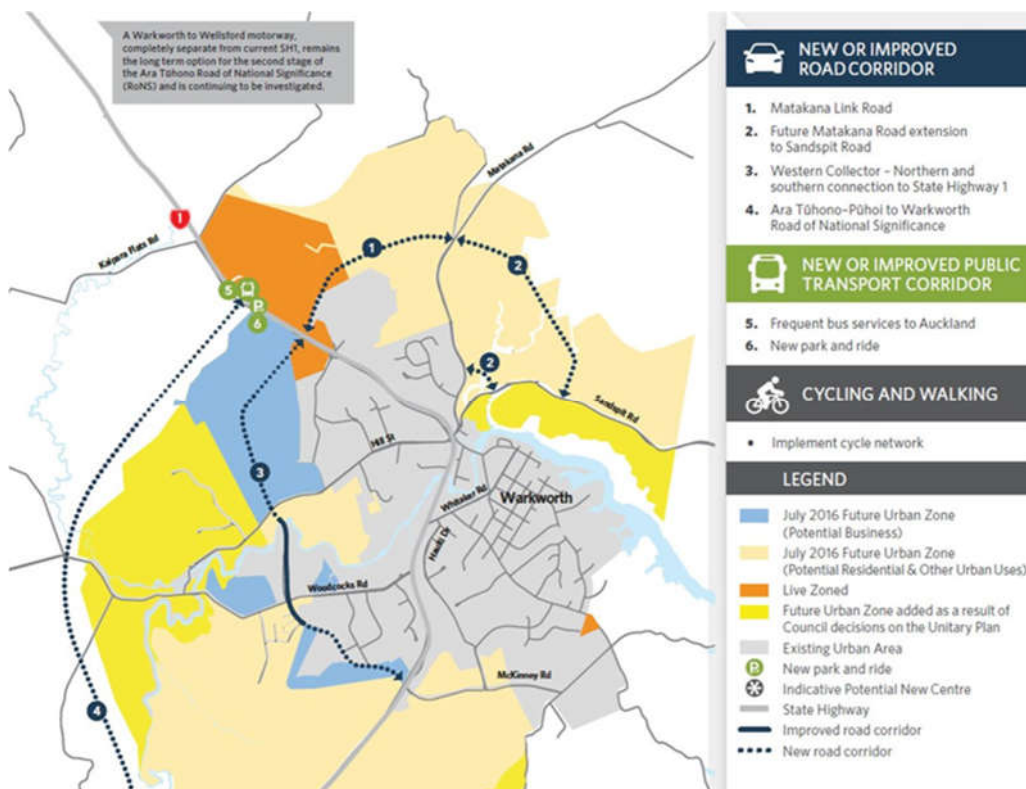 A Warkworth to Wellsford motorway,
completely separate from current SH1, remains
the long term option for the second stage of
the Ara Tūhono Road of National Significance
(RoNS) and is continuing to be investigated.
Matakana Rd
1
Kaipara Flats Rd
1
2
5
P
6
2
Sandspit Rd
Hill St
3
Whitaker Rd
Warkworth
Hauiti Dr
Woodcocks Rd
McKinney Rd
4
NEW OR IMPROVED
ROAD CORRIDOR
1. Matakana Link Road
2. Future Matakana Road extension
to Sandspit Road
3. Western Collector – Northern and
southern connection to State Highway 1
4. Ara Tūhono–Pūhoi to Warkworth
Road of National Significance
NEW OR IMPROVED PUBLIC
TRANSPORT CORRIDOR
5. Frequent bus services to Auckland
6. New park and ride
CYCLING AND WALKING
• Implement cycle network
LEGEND
July 2016 Future Urban Zone
(Potential Business)
July 2016 Future Urban Zone
(Potential Residential & Other Urban Uses)
Live Zoned
Future Urban Zone added as a result of
Council decisions on the Unitary Plan
Existing Urban Area
P New park and ride
Indicative Potential New Centre
State Highway
Improved road corridor
New road corridor